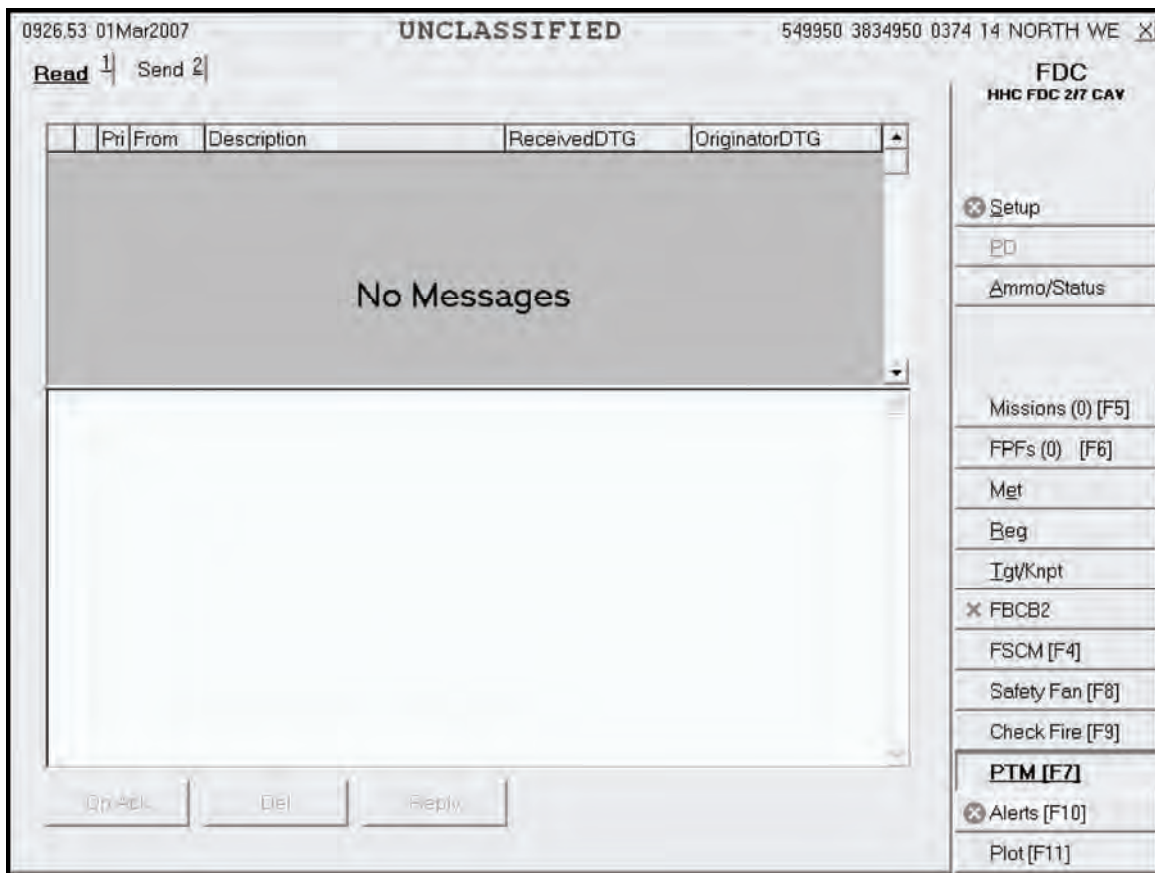 0926.53 01Mar2007 UNCLASSIFIED 549950 3834950 0374 14 NORTH WE X
Read 1 Send 2
FDC
HHC FDC 2/7 CAV
Pri From Description ReceivedDTG OriginatorDTG
No Messages
Setup
PD
Ammo/Status
Missions (0) [F5]
FPFs (0) [F6]
Met
Reg
Tgt/Knpt
FBCB2
FSCM [F4]
Safety Fan [F8]
Check Fire [F9]
PTM [F7]
Alerts [F10]
Plot [F11]
Op Ack Del Reply